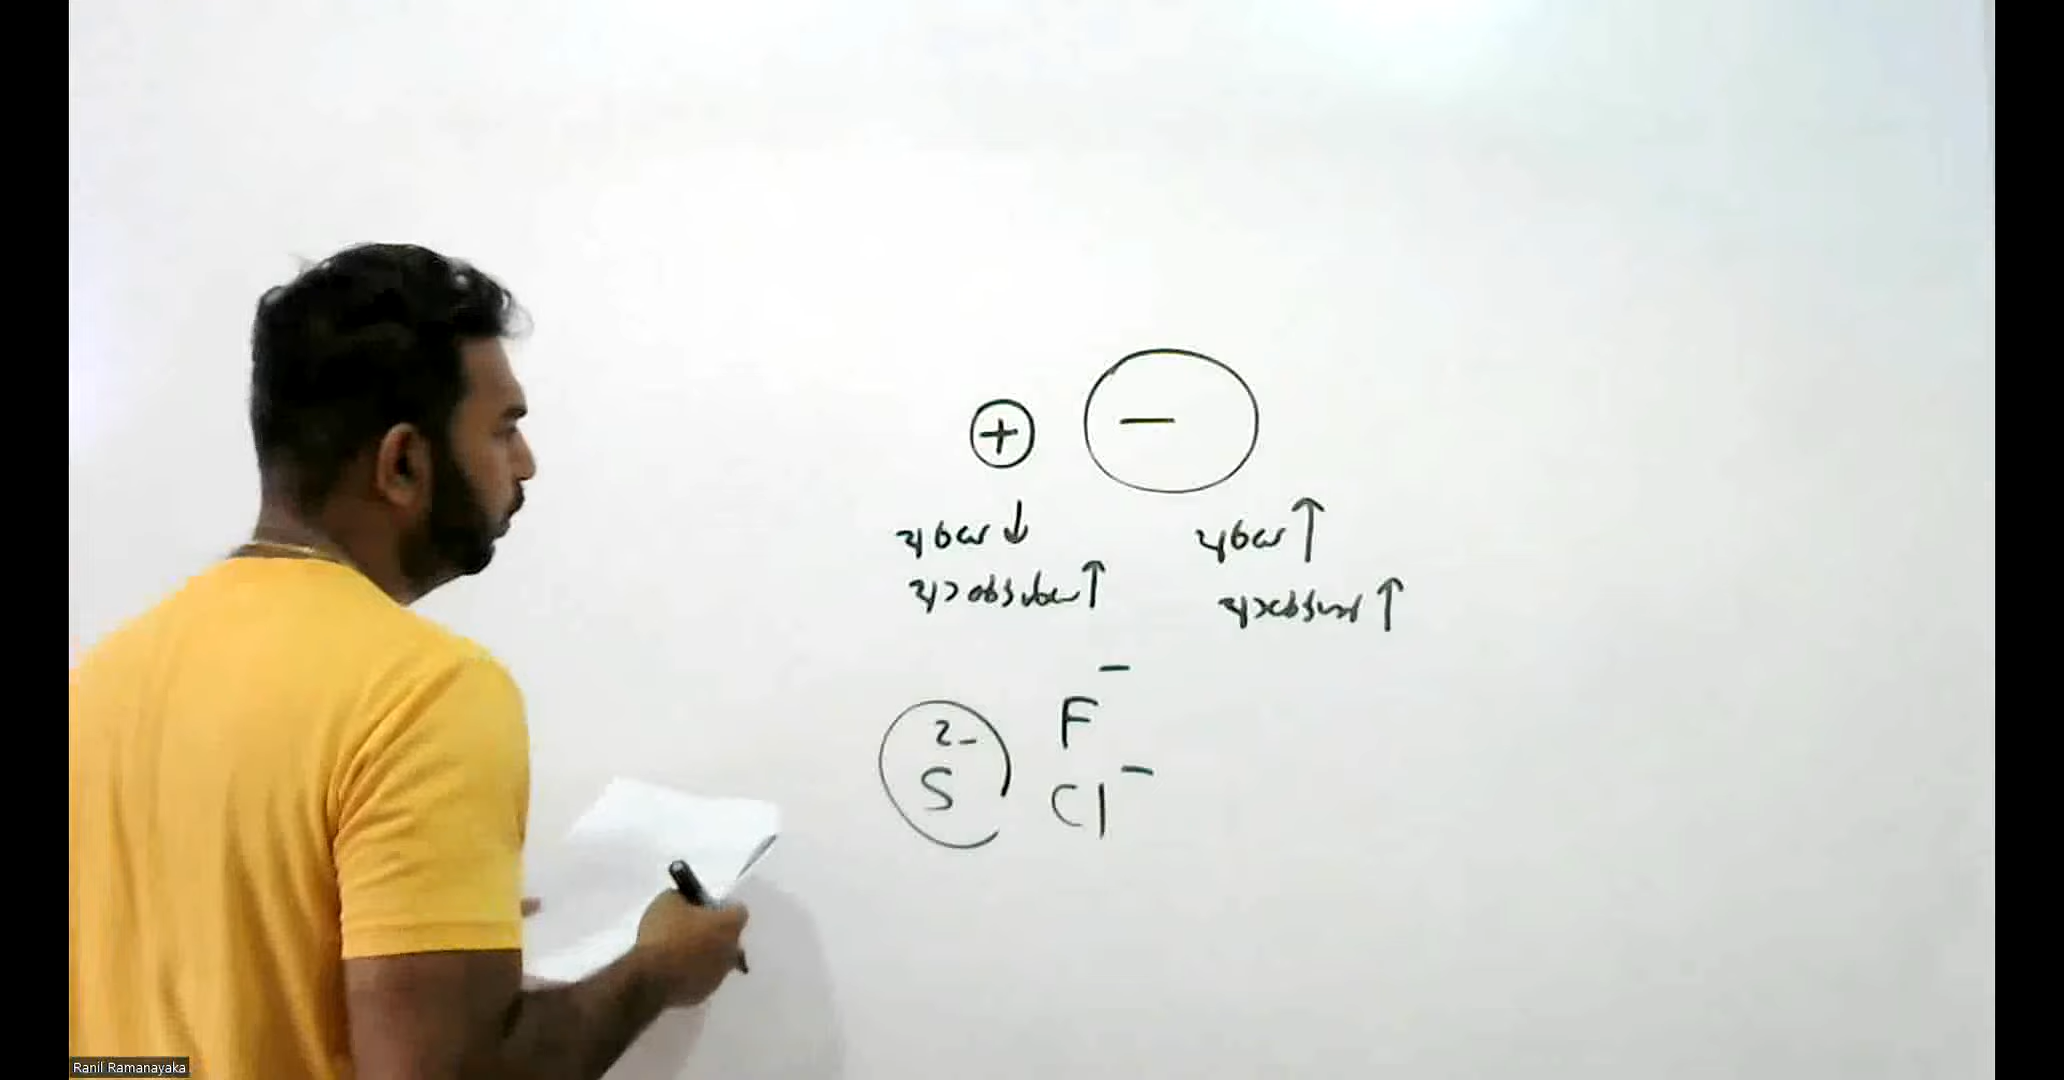 + −
අරය ↓ අරය ↑
ආරෝපණය ↑ ආරෝපණය ↑
S²⁻ F⁻
Cl⁻
Ranil Ramanayaka